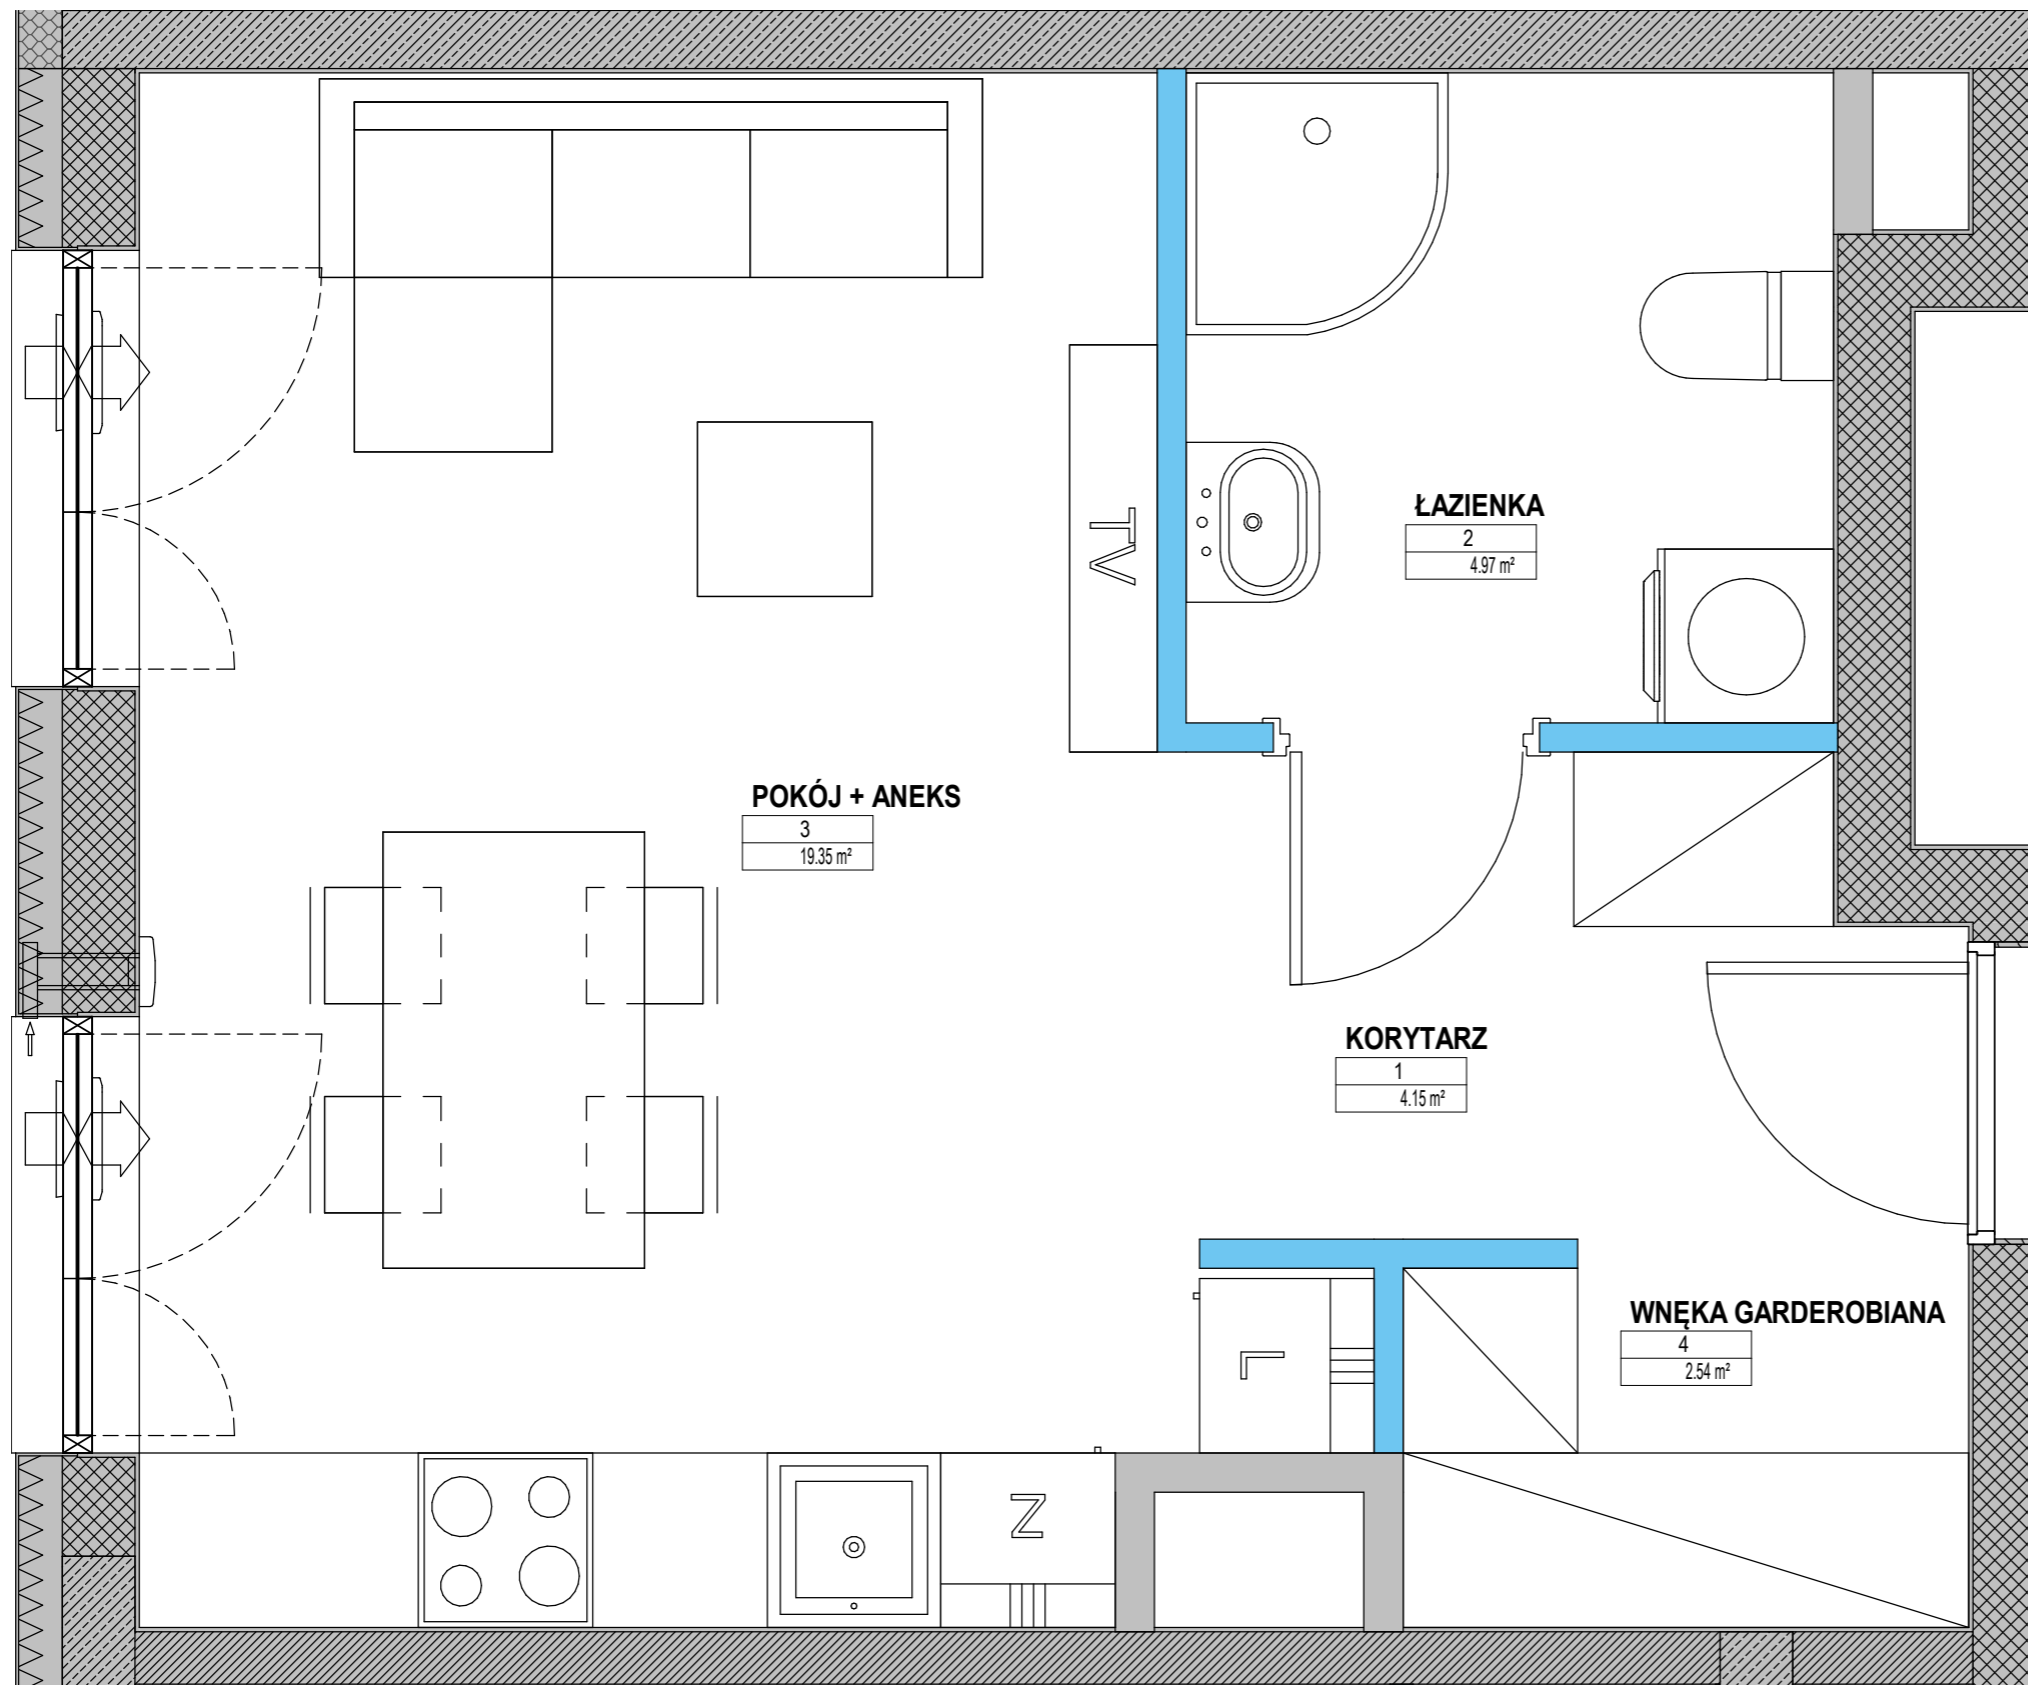 ŁAZIENKA
2
4.97 m²
TV
POKÓJ + ANEKS
3
19.35 m²
KORYTARZ
1
4.15 m²
WNĘKA GARDEROBIANA
4
2.54 m²
L
Z